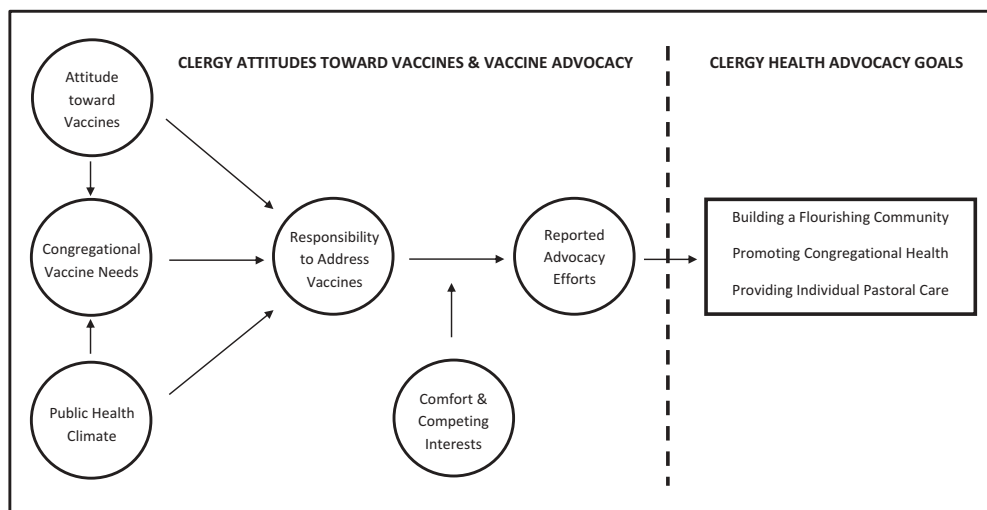 CLERGY ATTITUDES TOWARD VACCINES & VACCINE ADVOCACY
CLERGY HEALTH ADVOCACY GOALS
Attitude
toward
Vaccines
Congregational
Vaccine Needs
Public Health
Climate
Responsibility
to Address
Vaccines
Comfort &
Competing
Interests
Reported
Advocacy
Efforts
Building a Flourishing Community
Promoting Congregational Health
Providing Individual Pastoral Care